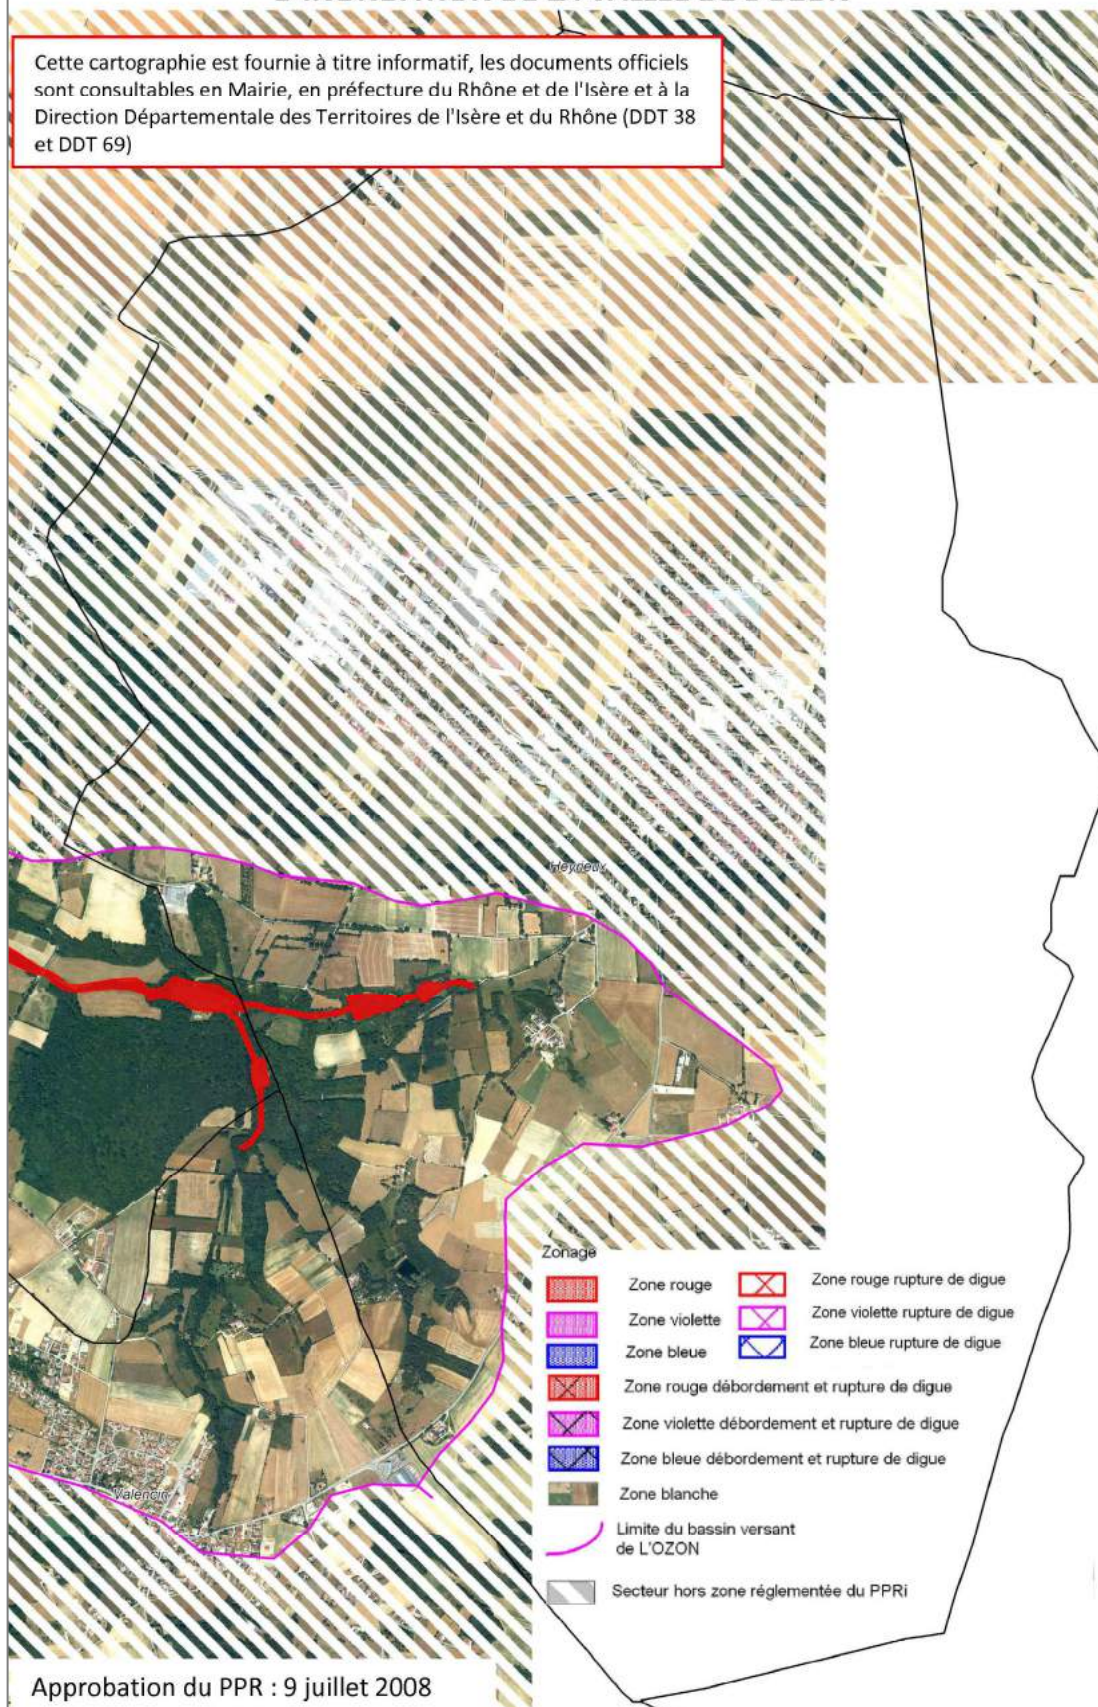 Cette cartographie est fournie à titre informatif, les documents officiels
sont consultables en Mairie, en préfecture du Rhône et de l'Isère et à la
Direction Départementale des Territoires de l'Isère et du Rhône (DDT 38
et DDT 69)
Heyrieux
Valencin
Zonage
Zone rouge
Zone rouge rupture de digue
Zone violette
Zone violette rupture de digue
Zone bleue
Zone bleue rupture de digue
Zone rouge débordement et rupture de digue
Zone violette débordement et rupture de digue
Zone bleue débordement et rupture de digue
Zone blanche
Limite du bassin versant
de L'OZON
Secteur hors zone réglementée du PPRi
Approbation du PPR : 9 juillet 2008